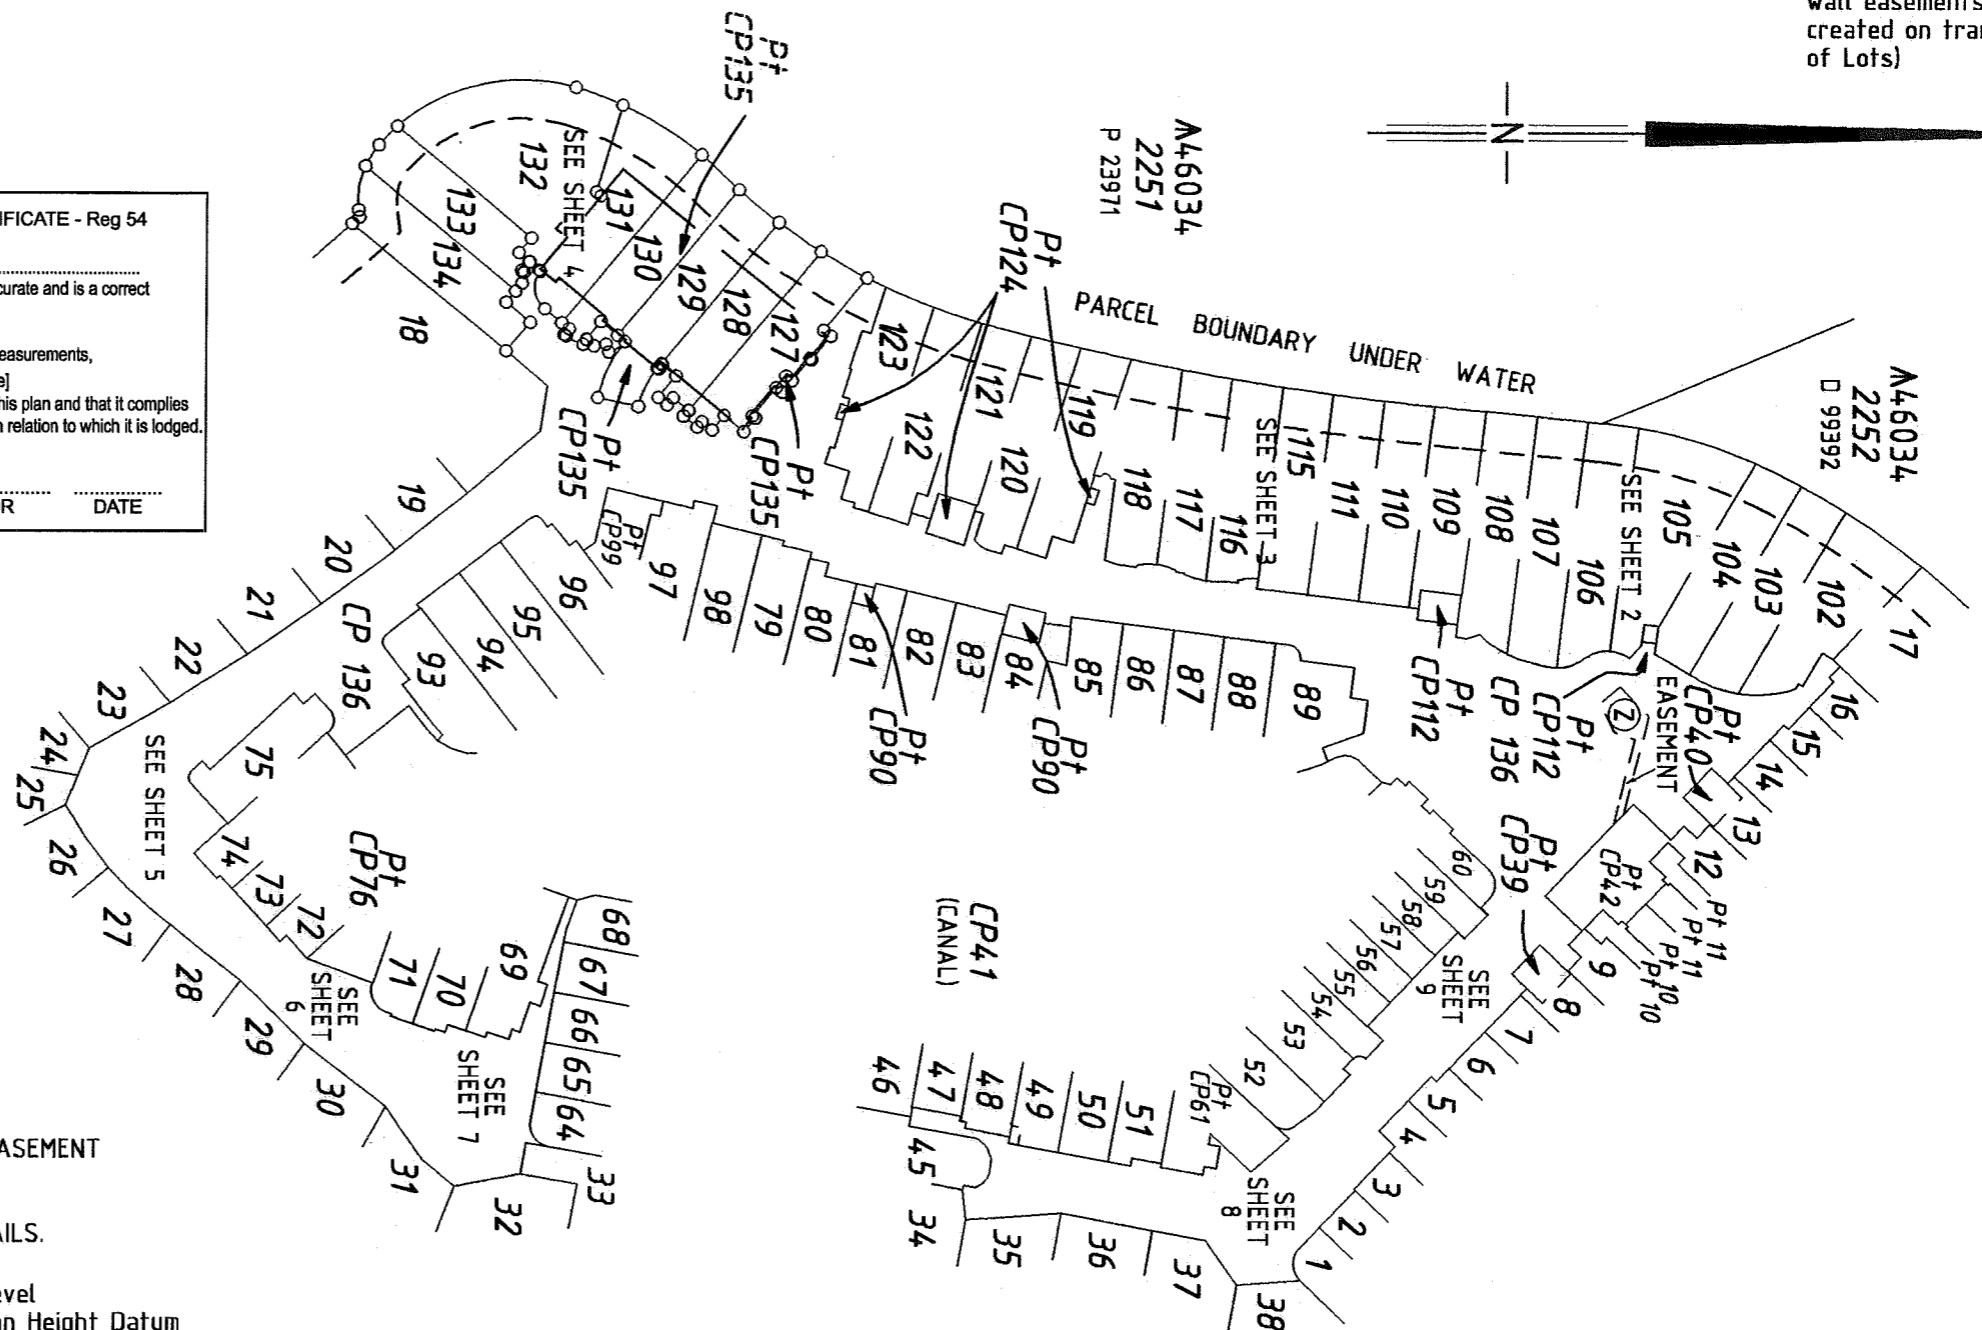 wall easements
created on tra
of Lots)
IFICATE - Reg 54
curate and is a correct
easurements,
e]
his plan and that it complies
n relation to which it is lodged.
R DATE
Pt
CP135
SEE SHEET 4
132
133
134
131
130
129
128
127
18
Pt
CP135
Pt
CP135
A46034
2251
P 23971
Pt
CP124
PARCEL BOUNDARY UNDER WATER
N
A46034
2252
D 99392
123
122
121
120
119
118
117
116
SEE SHEET 3
115
111
110
109
108
107
106
SEE SHEET 2
105
104
103
102
17
16
15
14
13
12
Pt 11
Pt 11
Pt 10
Pt 10
9
8
7
6
5
4
3
2
1
EASEMENT
Z
Pt
CP40
Pt
CP112
CP 136
Pt
CP112
Pt
CP42
Pt
CP39
19
20
21
22
23
24
25
26
27
28
29
30
31
32
33
CP 136
Pt
CP99
93
94
95
96
97
98
79
80
81
82
83
84
85
86
87
88
89
Pt
CP90
Pt
CP90
SEE SHEET 5
75
74
73
72
Pt
CP76
71
70
69
68
67
66
65
64
SEE
SHEET
6
SEE
SHEET 7
CP41
(CANAL)
60
59
58
57
56
55
54
53
52
SEE
SHEET
9
Pt
CP61
51
50
49
48
47
46
45
34
35
36
37
38
SEE
SHEET
8
ASEMENT
AILS.
evel
an Height Datum